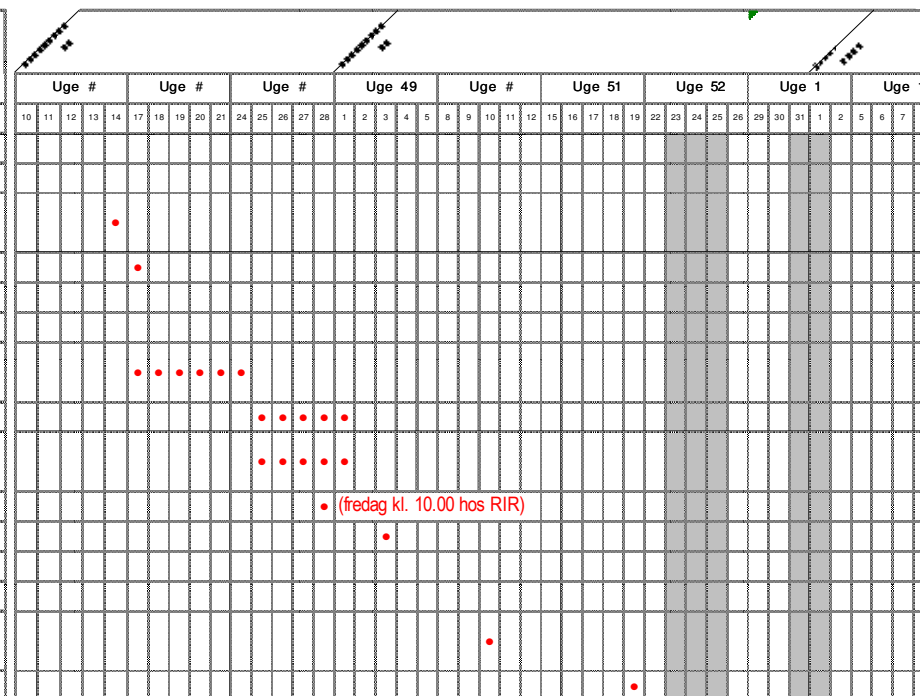 Uge # Uge # Uge # Uge 49 Uge # Uge 51 Uge 52 Uge 1 Uge
10 11 12 13 14 17 18 19 20 21 24 25 26 27 28 1 2 3 4 5 8 9 10 11 12 15 16 17 18 19 22 23 24 25 26 29 30 31 1 2 5 6 7
(fredag kl. 10.00 hos RIR)